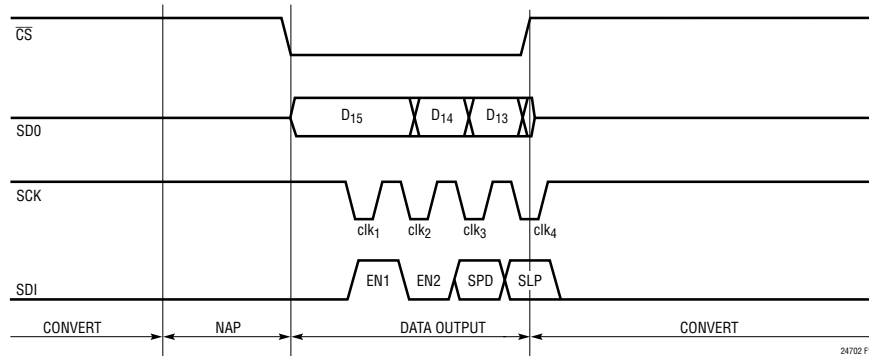 CS
D15 D14 D13
SD0
SCK
clk1 clk2 clk3 clk4
EN1 EN2 SPD SLP
SDI
CONVERT NAP DATA OUTPUT CONVERT